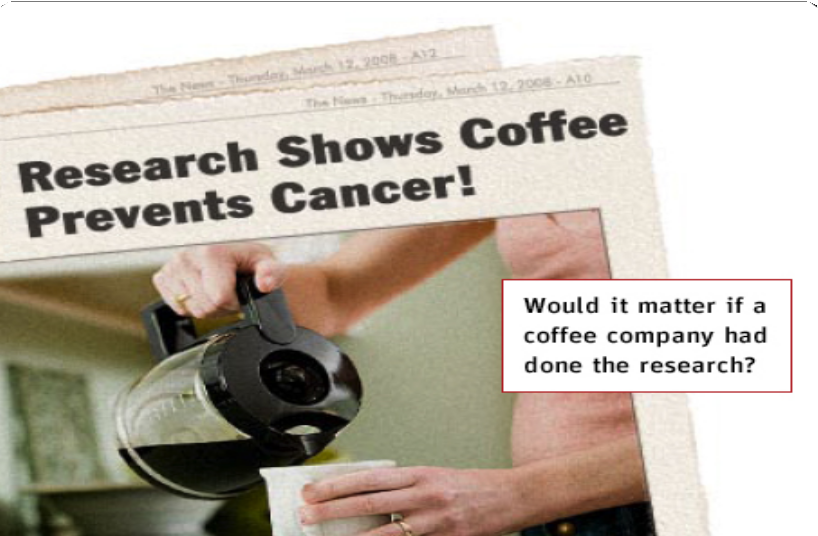 The News - Thursday, March 12, 2008 - A12
The News - Thursday, March 12, 2008 - A10
Research Shows Coffee
Prevents Cancer!
Would it matter if a
coffee company had
done the research?